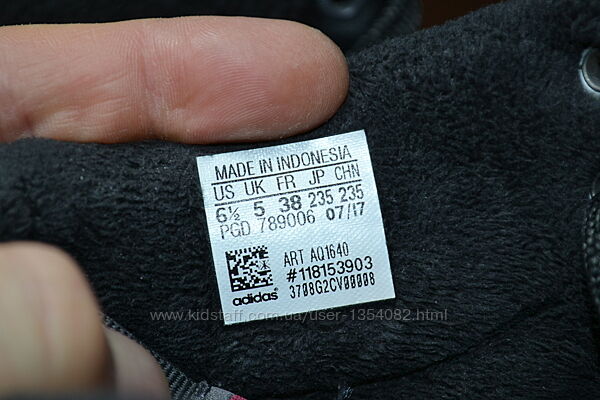 MADE IN INDONESIA
US UK FR JP CHN
6½ 5 38 235 235
PGD 789006 07/17
ART AQ1640
#118153903
adidas® 3708G2CV00008
www.kidstaff.com.ua/user-1354082.html